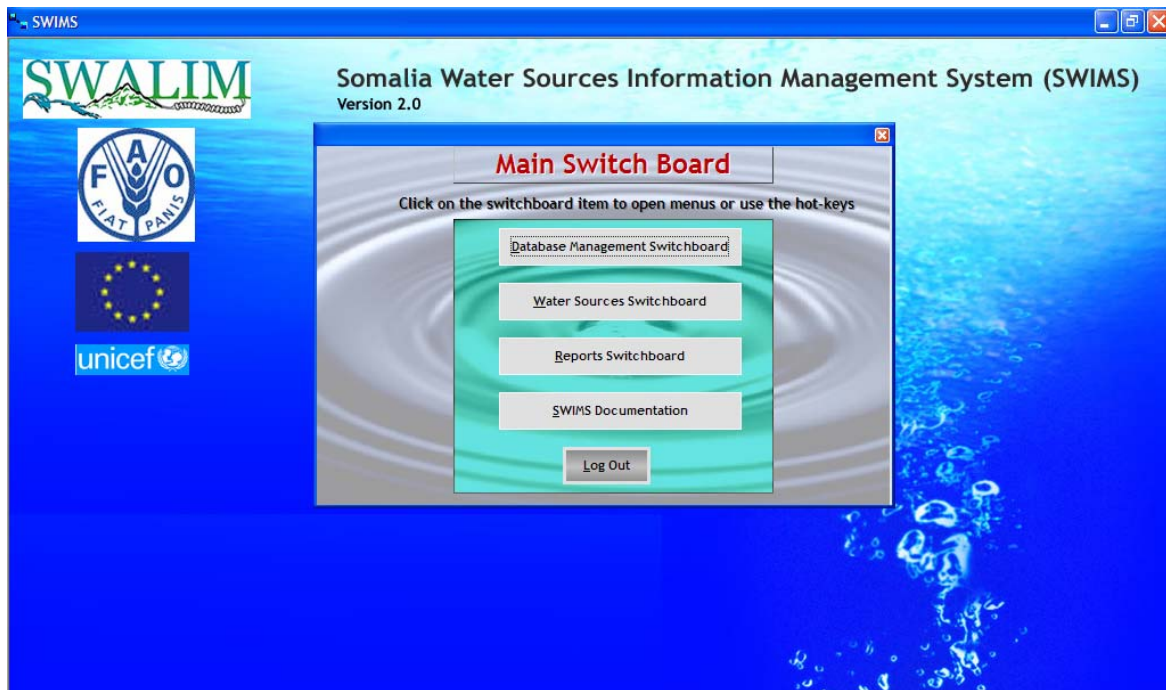 SWIMS
SWALIM
Somalia Water Sources Information Management System (SWIMS)
Version 2.0
FAO
FIAT PANIS
unicef
Main Switch Board
Click on the switchboard item to open menus or use the hot-keys
Database Management Switchboard
Water Sources Switchboard
Reports Switchboard
SWIMS Documentation
Log Out